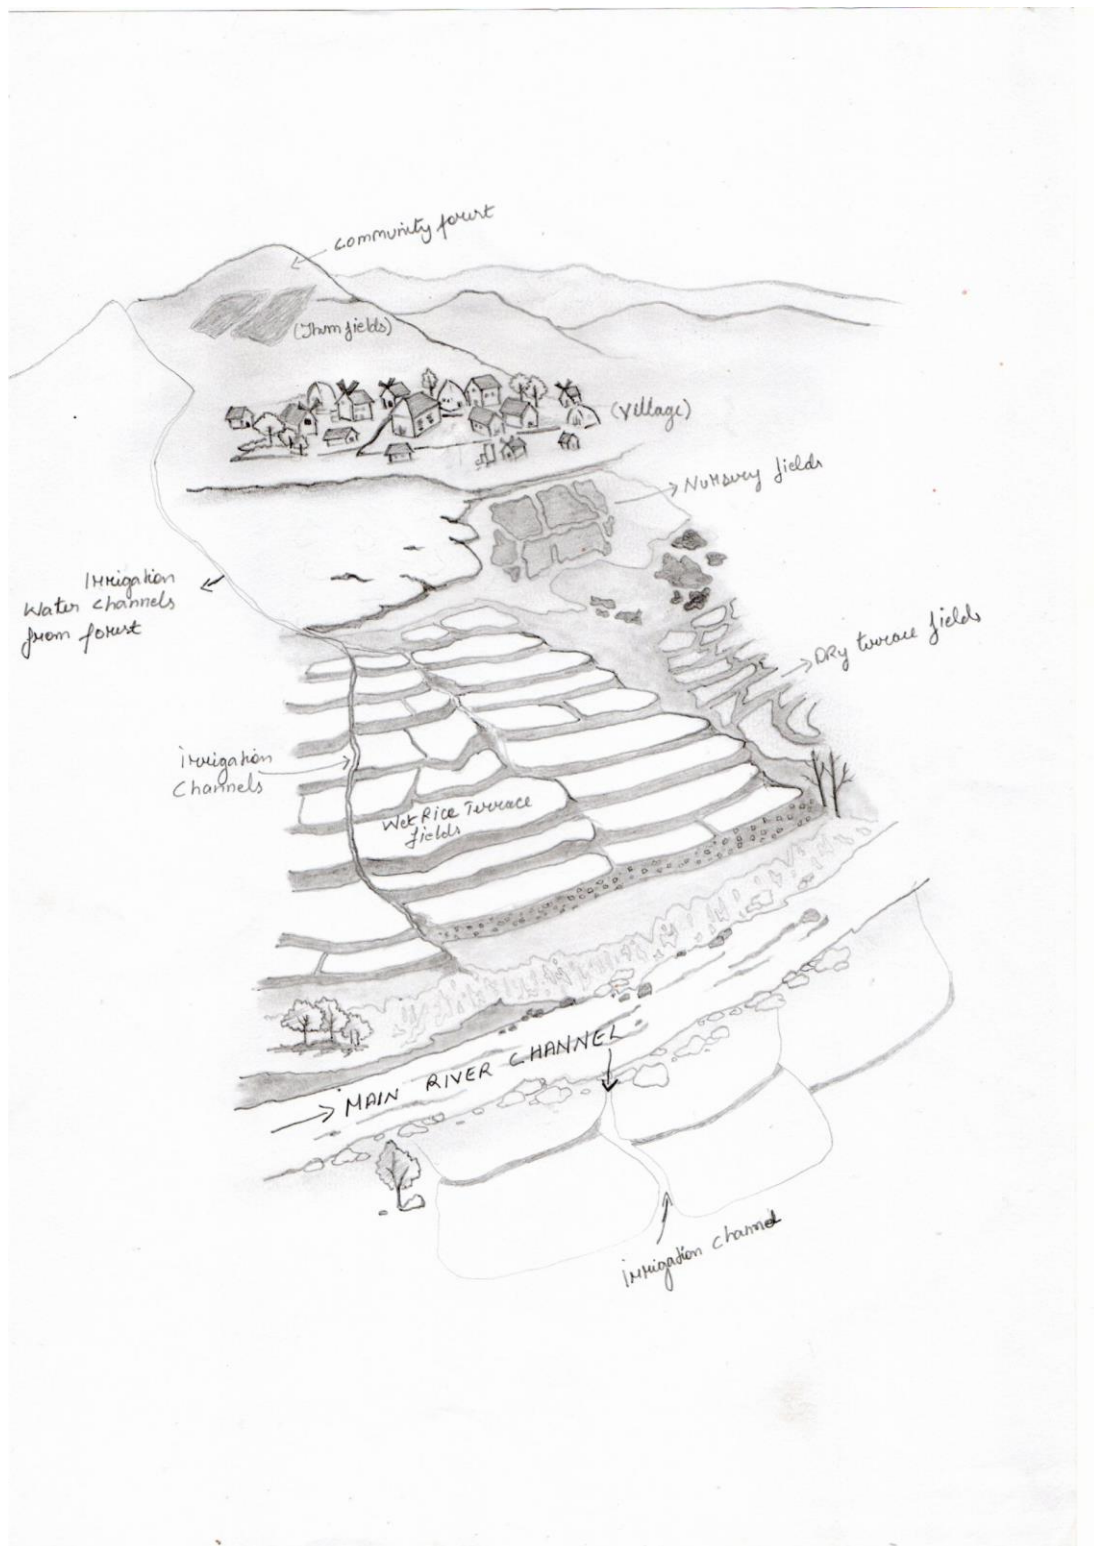 community forest
(Jhum fields)
(Village)
Nursery fields
Irrigation
Water channels
from forest
DRy terrace fields
irrigation
channels
Wet Rice Terrace
fields
MAIN RIVER CHANNEL
irrigation channel